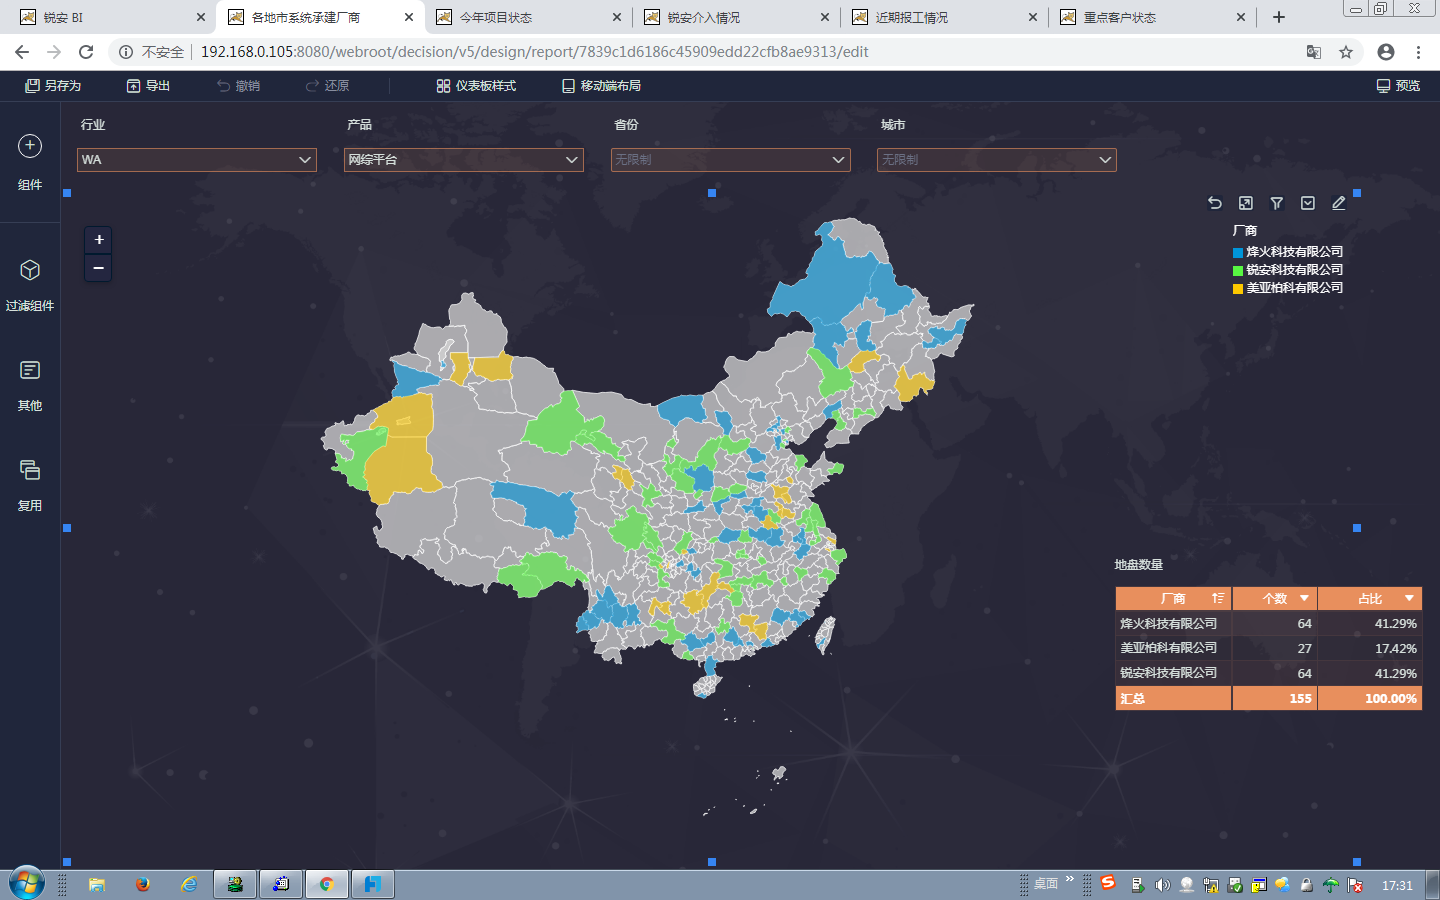 锐安 BI
各地市系统承建厂商
今年项目状态
锐安介入情况
近期报工情况
重点客户状态
不安全
192.168.0.105:8080/webroot/decision/v5/design/report/7839c1d6186c45909edd22cfb8ae9313/edit
另存为
导出
撤销
还原
仪表板样式
移动端布局
预览
行业
产品
省份
城市
WA
网综平台
无限制
无限制
组件
过滤组件
其他
复用
厂商
烽火科技有限公司
锐安科技有限公司
美亚柏科有限公司
地盘数量
厂商 个数 占比
烽火科技有限公司 64 41.29%
美亚柏科有限公司 27 17.42%
锐安科技有限公司 64 41.29%
汇总 155 100.00%
桌面
17:31